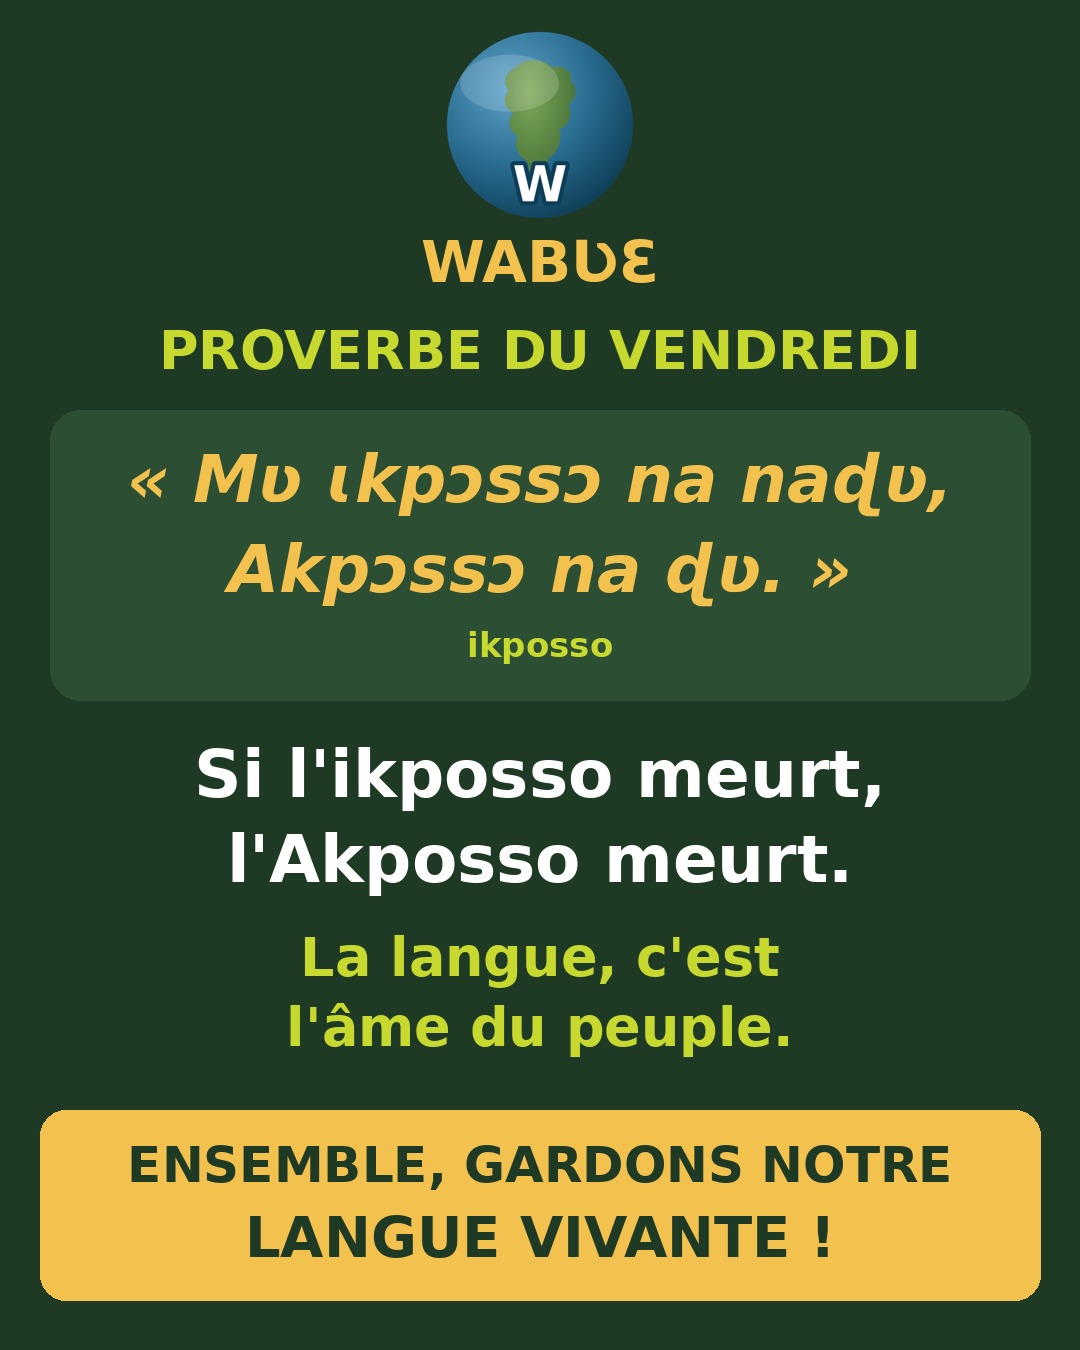 W
WABƲƐ
PROVERBE DU VENDREDI
« Mʋ ɩkpɔssɔ na naɖʋ,
Akpɔssɔ na ɖʋ. »
ikposso
Si l'ikposso meurt,
l'Akposso meurt.
La langue, c'est
l'âme du peuple.
ENSEMBLE, GARDONS NOTRE
LANGUE VIVANTE !